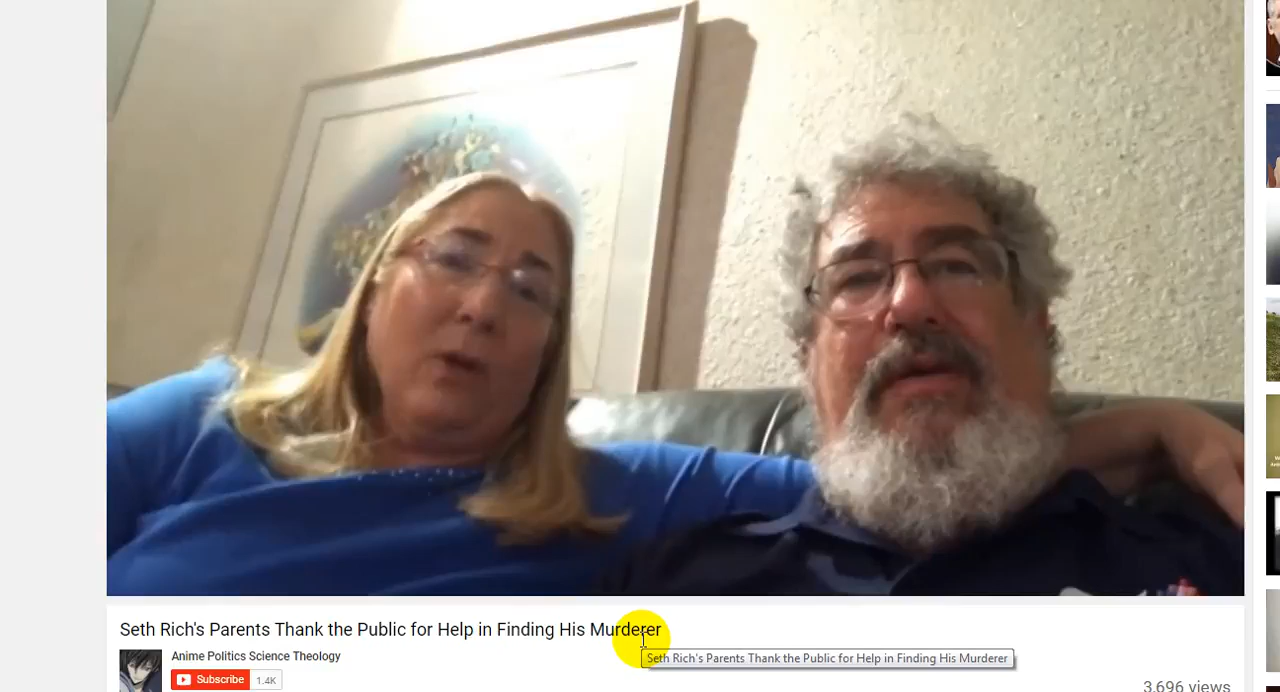 Seth Rich's Parents Thank the Public for Help in Finding His Murderer
Seth Rich's Parents Thank the Public for Help in Finding His Murderer
Anime Politics Science Theology
Subscribe 1.4K
3,696 views